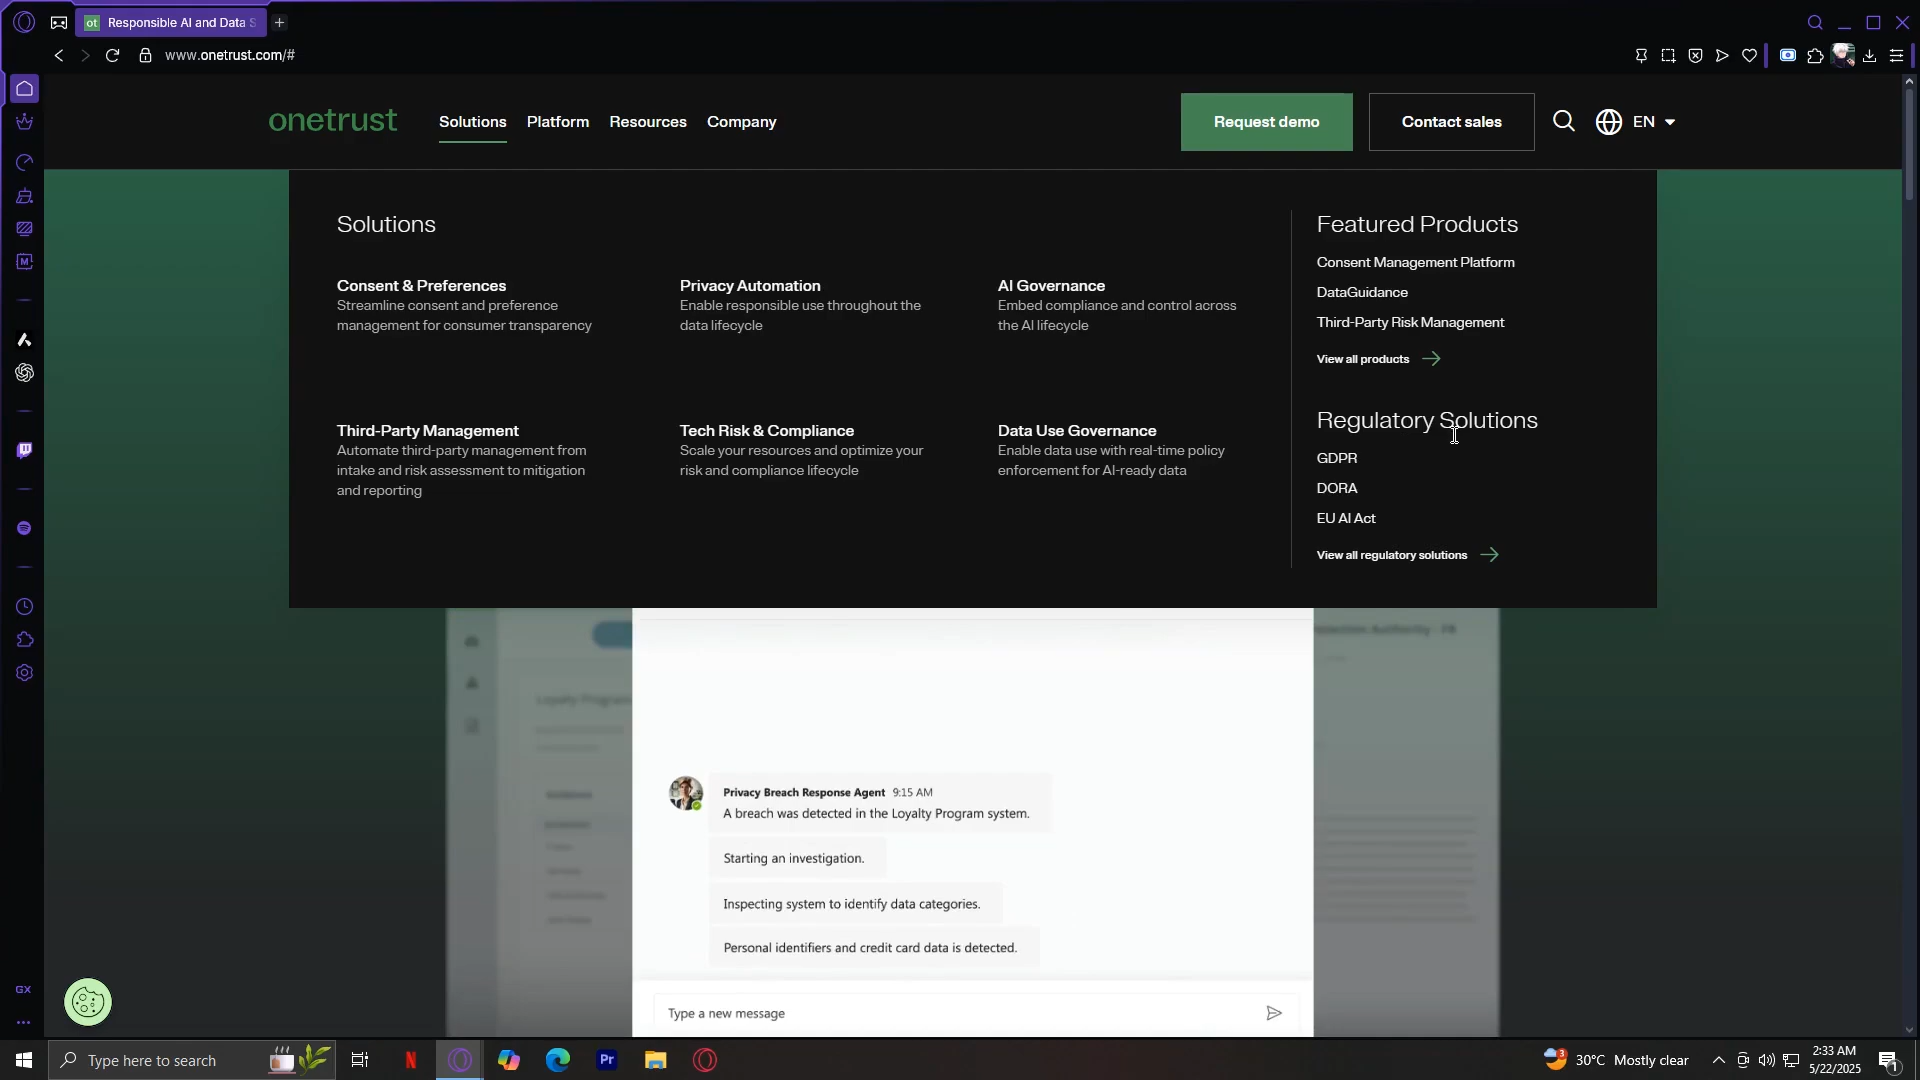 ot Responsible AI and Data S
www.onetrust.com/#
onetrust
Solutions
Platform
Resources
Company
Request demo
Contact sales
EN
Solutions
Consent & Preferences
Streamline consent and preference
management for consumer transparency
Privacy Automation
Enable responsible use throughout the
data lifecycle
AI Governance
Embed compliance and control across
the AI lifecycle
Third-Party Management
Automate third-party management from
intake and risk assessment to mitigation
and reporting
Tech Risk & Compliance
Scale your resources and optimize your
risk and compliance lifecycle
Data Use Governance
Enable data use with real-time policy
enforcement for AI-ready data
Featured Products
Consent Management Platform
DataGuidance
Third-Party Risk Management
View all products
Regulatory Solutions
GDPR
DORA
EU AI Act
View all regulatory solutions
Privacy Breach Response Agent 9:15 AM
A breach was detected in the Loyalty Program system.
Starting an investigation.
Inspecting system to identify data categories.
Personal identifiers and credit card data is detected.
Type a new message
GX
Type here to search
N
Pr
3
30°C Mostly clear
2:33 AM
5/22/2025
1